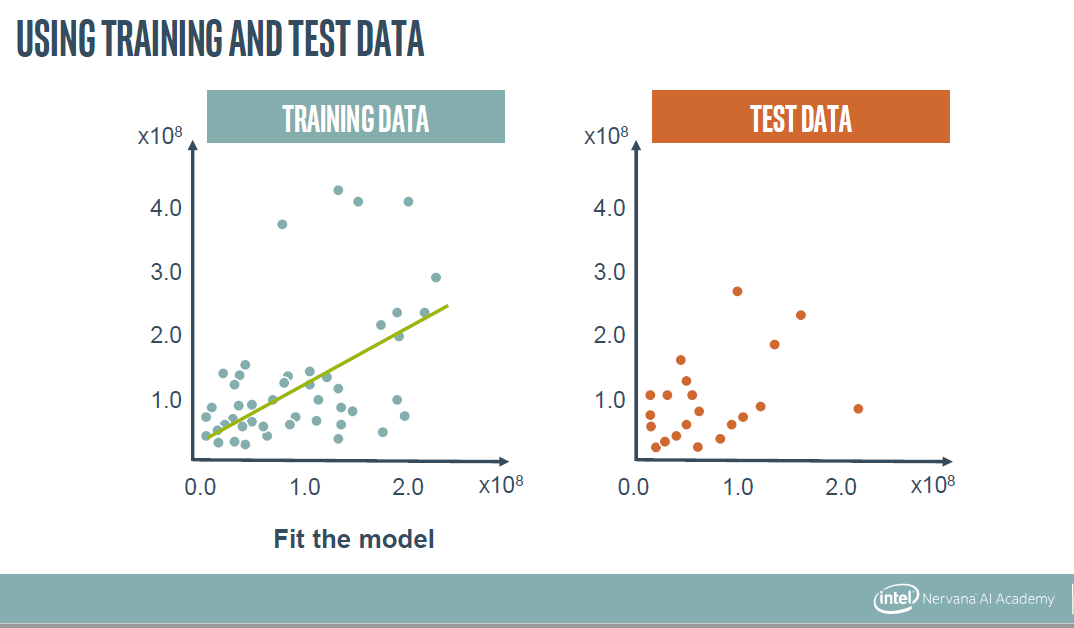 USING TRAINING AND TEST DATA
TRAINING DATA
x10⁸
4.0
3.0
2.0
1.0
0.0 1.0 2.0 x10⁸
Fit the model
TEST DATA
x10⁸
4.0
3.0
2.0
1.0
0.0 1.0 2.0 x10⁸
intel Nervana™ AI Academy